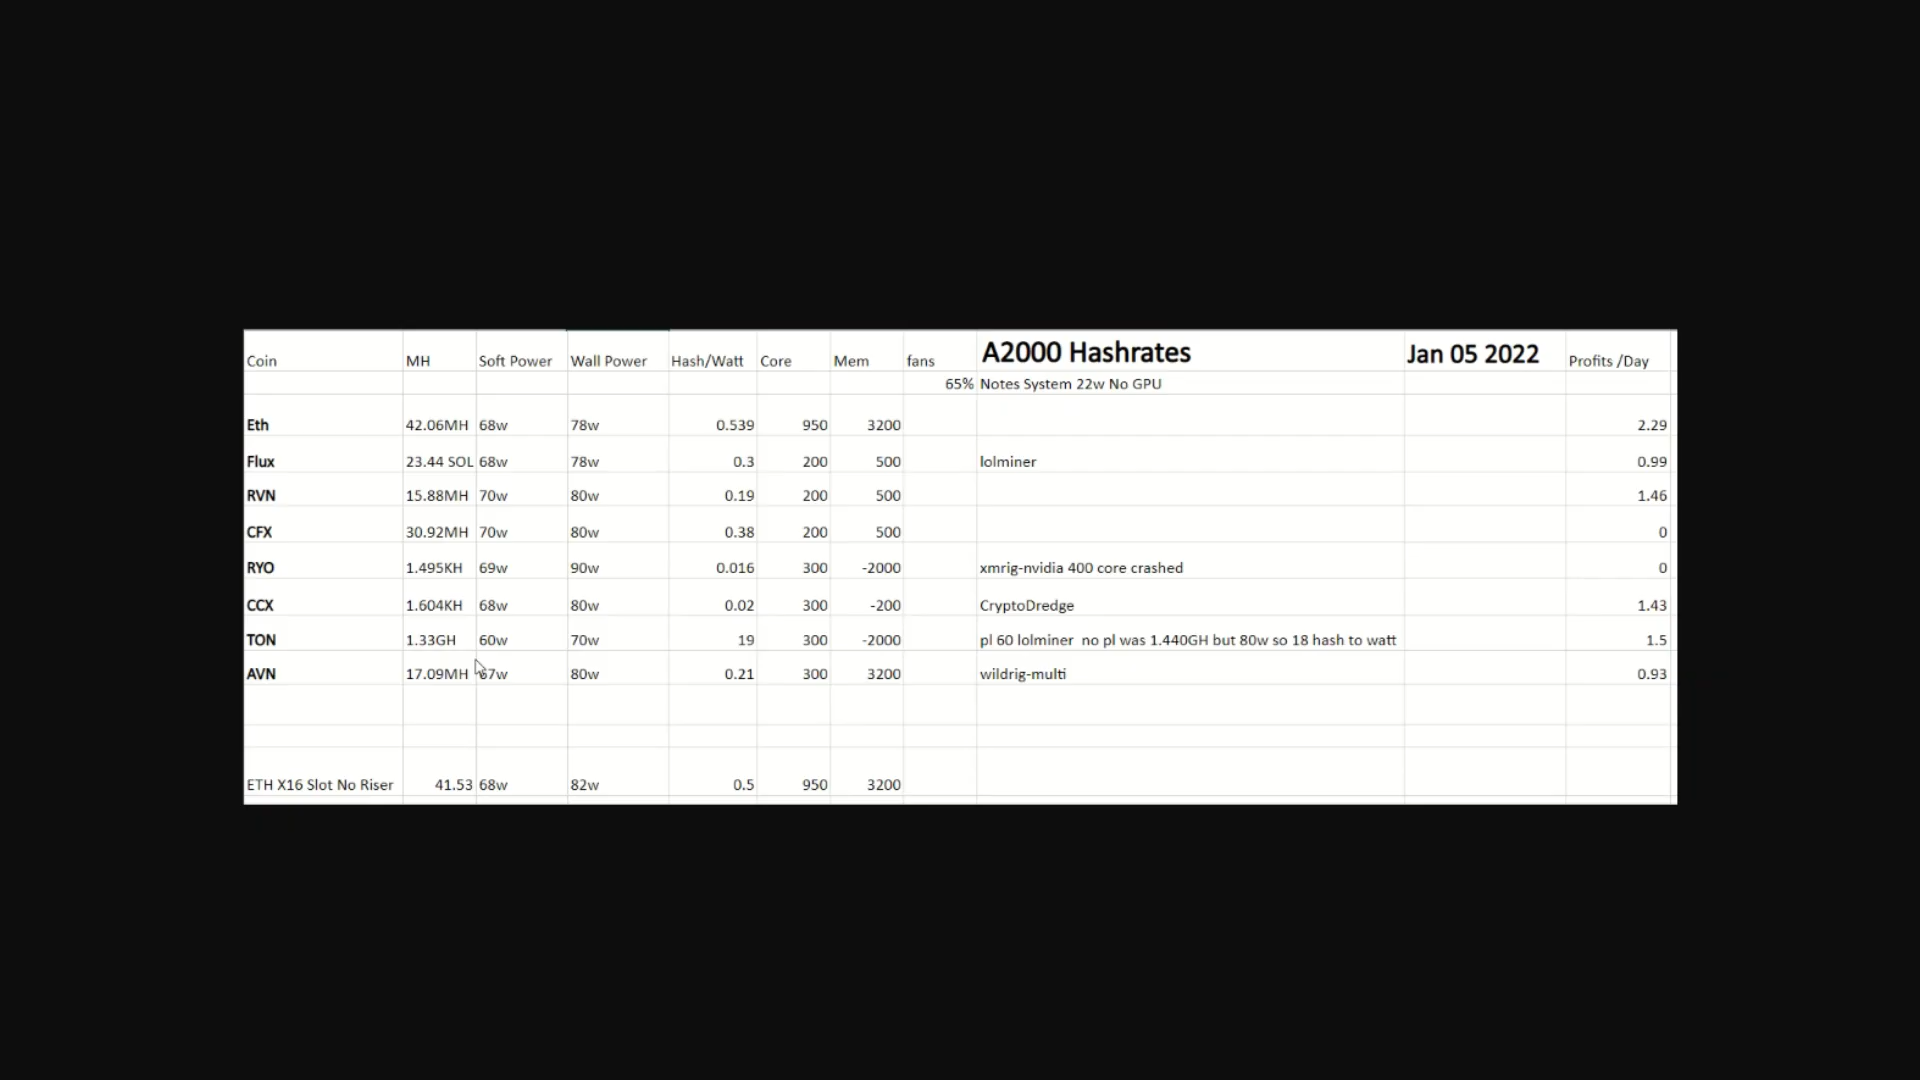 Coin MH Soft Power Wall Power Hash/Watt Core Mem fans A2000 Hashrates Jan 05 2022 Profits /Day
65% Notes System 22w No GPU
Eth 42.06MH 68w 78w 0.539 950 3200 2.29
Flux 23.44 SOL 68w 78w 0.3 200 500 lolminer 0.99
RVN 15.88MH 70w 80w 0.19 200 500 1.46
CFX 30.92MH 70w 80w 0.38 200 500 0
RYO 1.495KH 69w 90w 0.016 300 -2000 xmrig-nvidia 400 core crashed 0
CCX 1.604KH 68w 80w 0.02 300 -200 CryptoDredge 1.43
TON 1.33GH 60w 70w 19 300 -2000 pl 60 lolminer no pl was 1.440GH but 80w so 18 hash to watt 1.5
AVN 17.09MH 67w 80w 0.21 300 3200 wildrig-multi 0.93
ETH X16 Slot No Riser 41.53 68w 82w 0.5 950 3200